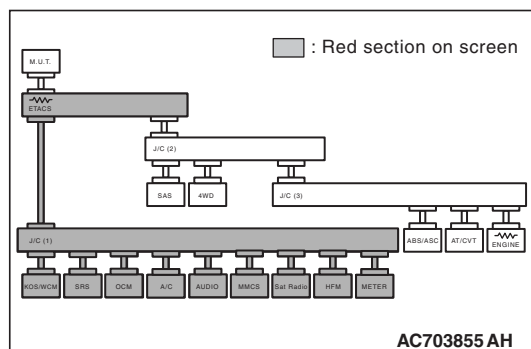 : Red section on screen
M.U.T.
ETACS
J/C (2)
SAS 4WD J/C (3)
J/C (1) ABS/ASC AT/CVT ENGINE
KOS/WCM SRS OCM A/C AUDIO MMCS Sat Radio HFM METER
AC703855 AH